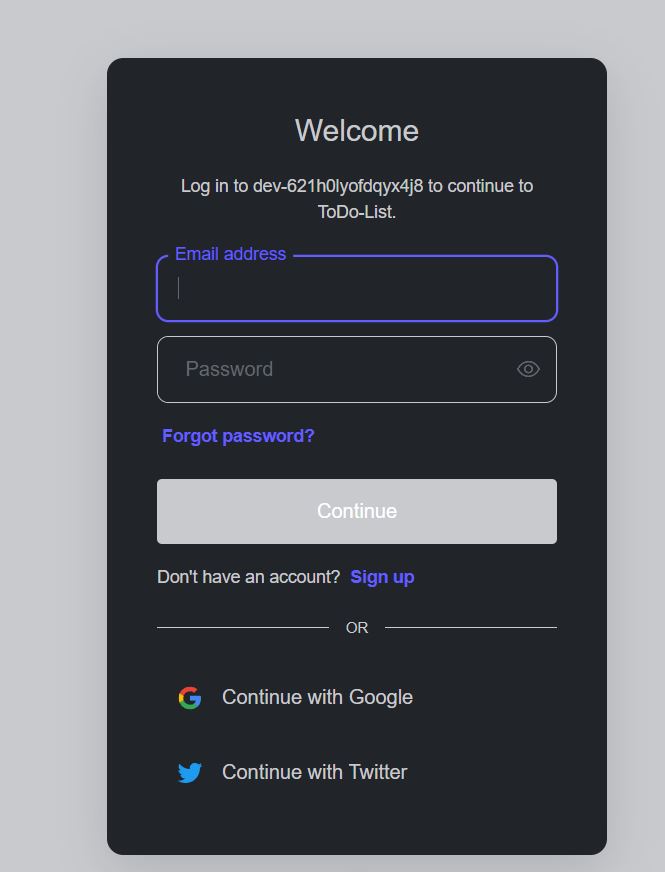 Welcome
Log in to dev-621h0lyofdqyx4j8 to continue to
ToDo-List.
Email address
Password
Forgot password?
Continue
Don't have an account? Sign up
OR
Continue with Google
Continue with Twitter